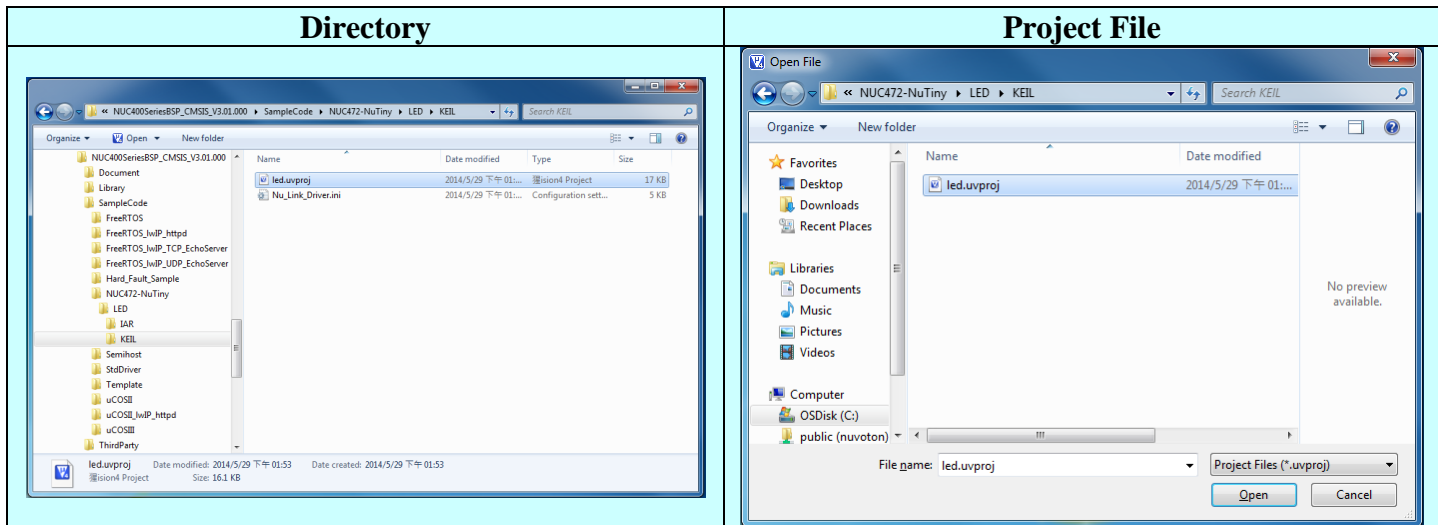 Directory
Project File
« NUC400SeriesBSP_CMSIS_V3.01.000 ▸ SampleCode ▸ NUC472-NuTiny ▸ LED ▸ KEIL
Search KEIL
Organize Open New folder
NUC400SeriesBSP_CMSIS_V3.01.000
Document
Library
SampleCode
FreeRTOS
FreeRTOS_lwIP_httpd
FreeRTOS_lwIP_TCP_EchoServer
FreeRTOS_lwIP_UDP_EchoServer
Hard_Fault_Sample
NUC472-NuTiny
LED
IAR
KEIL
Semihost
StdDriver
Template
uCOSII
uCOSII_lwIP_httpd
uCOSIII
ThirdParty
Name Date modified Type Size
led.uvproj 2014/5/29 下午 01:... ision4 Project 17 KB
Nu_Link_Driver.ini 2014/5/29 下午 01:... Configuration sett... 5 KB
led.uvproj Date modified: 2014/5/29 下午 01:53 Date created: 2014/5/29 下午 01:53
ision4 Project Size: 16.1 KB
Open File
« NUC472-NuTiny ▸ LED ▸ KEIL
Search KEIL
Organize New folder
Favorites
Desktop
Downloads
Recent Places
Libraries
Documents
Music
Pictures
Videos
Computer
OSDisk (C:)
public (nuvoton)
Name Date modified
led.uvproj 2014/5/29 下午 01:...
No preview
available.
File name: led.uvproj
Project Files (*.uvproj)
Open Cancel